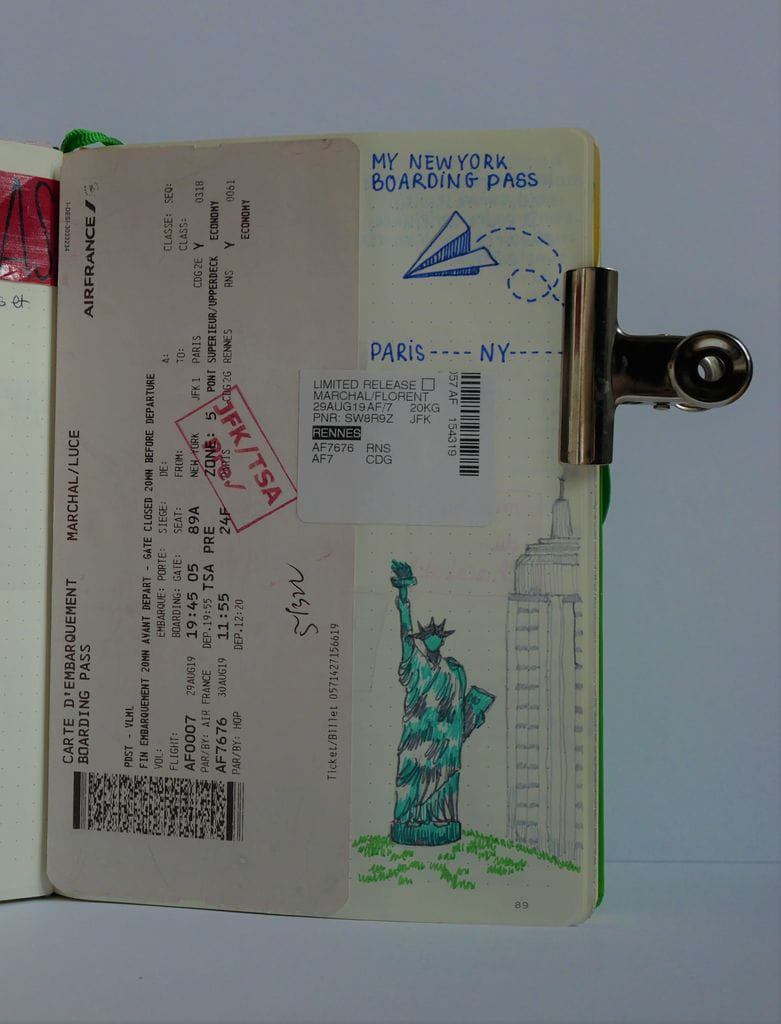 AS
s et
MY NEW YORK
BOARDING PASS
PARIS---- NY-----
AIRFRANCE
CARTE D'EMBARQUEMENT
BOARDING PASS
MARCHAL/LUCE
PDST - VLML
FIN EMBARQUEMENT 20MN AVANT DEPART - GATE CLOSED 20MN BEFORE DEPARTURE
VOL: EMBARQUE: PORTE: SIEGE: DE: A: CLASSE: SEQ:
FLIGHT: BOARDING: GATE: SEAT: FROM: TO: CLASS:
AF0007 29AUG19 19:45 05 89A NEW-YORK JFK1 PARIS CDG2E Y 0318
PAR/BY: AIR FRANCE DEP.19:55 TSA PRE ZONE: 5 PONT SUPERIEUR/UPPERDECK ECONOMY
AF7676 30AUG19 11:55 24F PARIS CDG2G RENNES RNS Y 0061
PAR/BY: HOP DEP.12:20 ECONOMY
JFK/TSA
Ticket/Billet 0571427156619
LIMITED RELEASE
MARCHAL/FLORENT
29AUG19 AF/7 20KG
PNR: SW8R9Z JFK
RENNES
AF7676 RNS
AF7 CDG
057 AF 154319
89